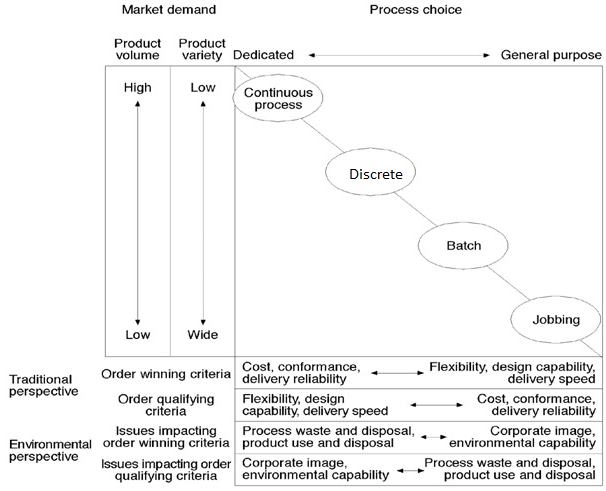 Market demand Process choice
Product volume Product variety Dedicated General purpose
High Low
Continuous process
Discrete
Batch
Jobbing
Low Wide
Traditional perspective
Order winning criteria
Cost, conformance,
delivery reliability
Flexibility, design capability,
delivery speed
Order qualifying
criteria
Flexibility, design
capability, delivery speed
Cost, conformance,
delivery reliability
Environmental perspective
Issues impacting
order winning criteria
Process waste and disposal,
product use and disposal
Corporate image,
environmental capability
Issues impacting order
qualifying criteria
Corporate image,
environmental capability
Process waste and disposal,
product use and disposal